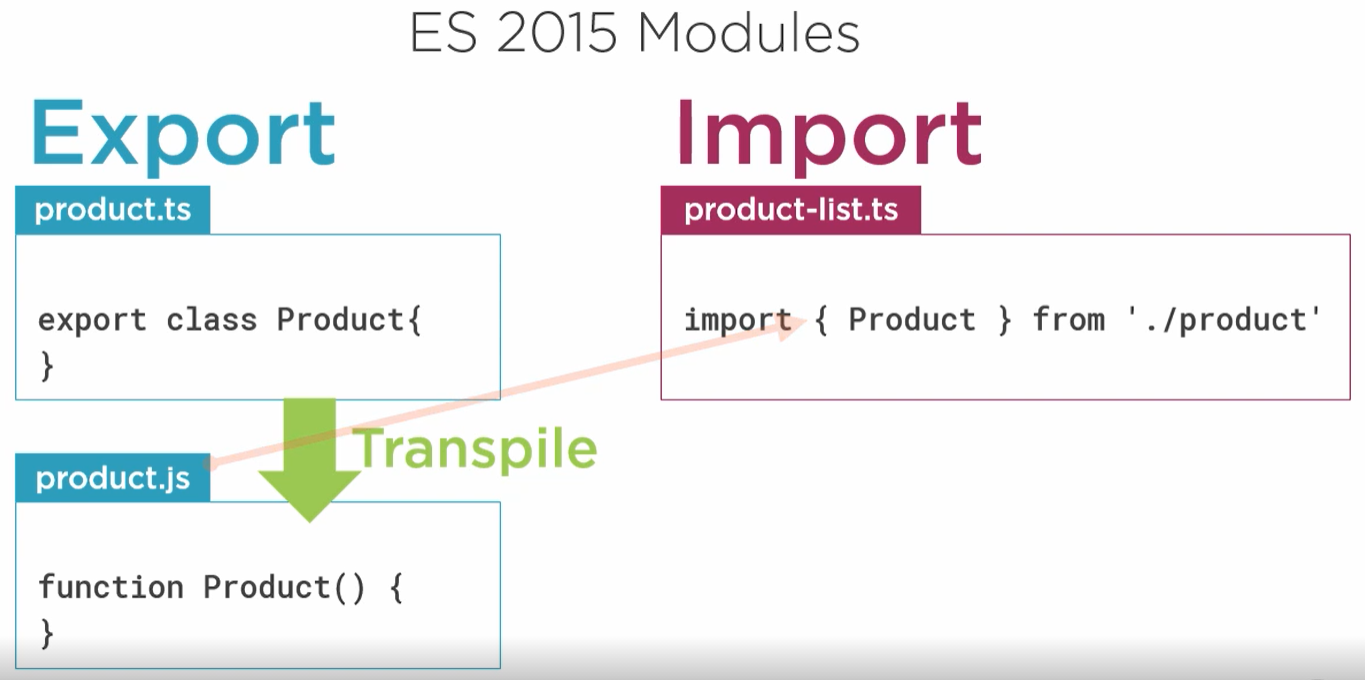 ES 2015 Modules
Export
product.ts
export class Product{
}
Transpile
product.js
function Product() {
}
Import
product-list.ts
import { Product } from './product'